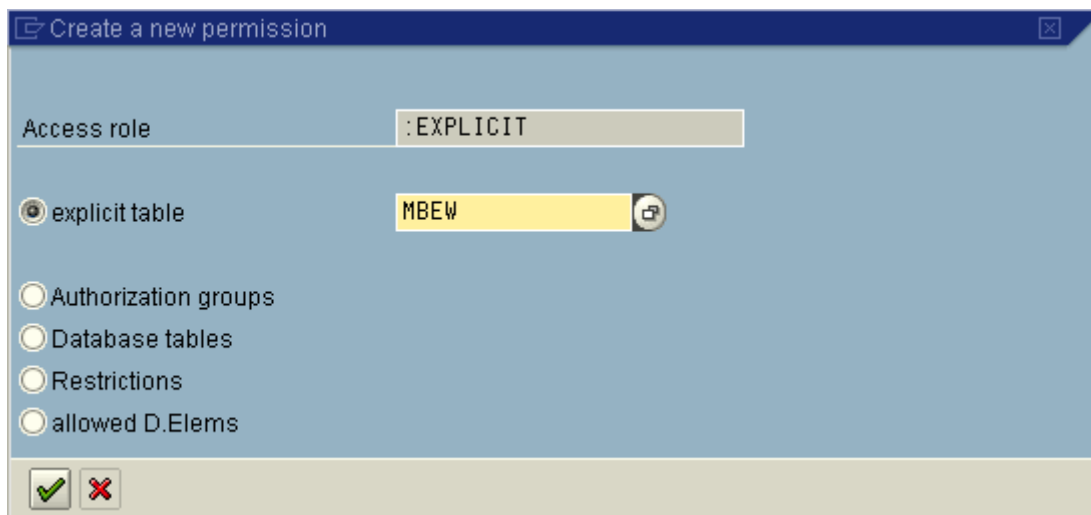 Create a new permission
Access role :EXPLICIT
explicit table MBEW
Authorization groups
Database tables
Restrictions
allowed D.Elems